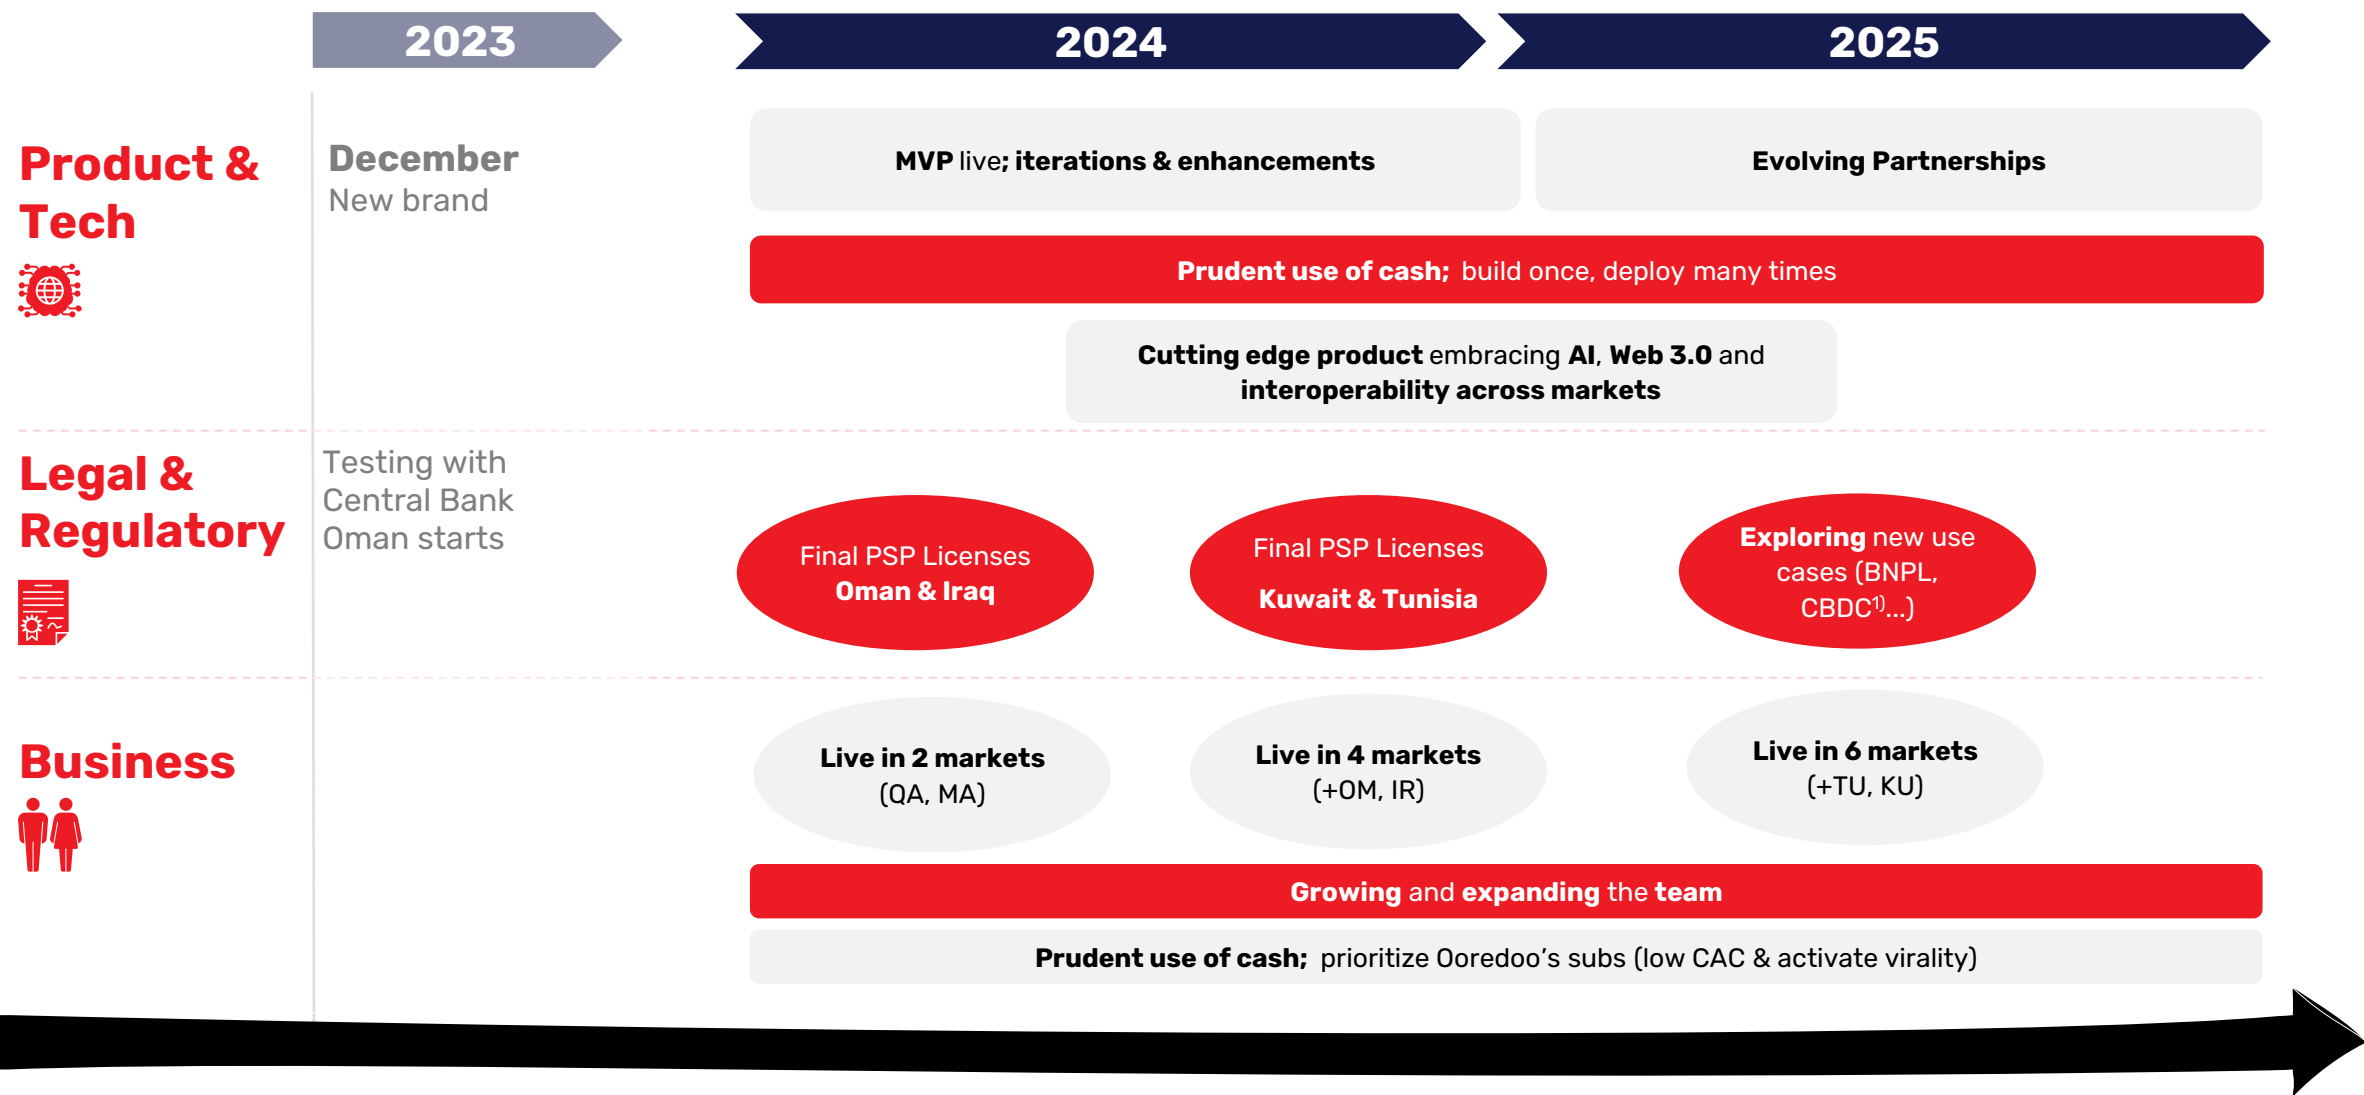 2023
2024
2025
Product &
Tech
December
New brand
MVP live; iterations & enhancements
Evolving Partnerships
Prudent use of cash; build once, deploy many times
Cutting edge product embracing AI, Web 3.0 and
interoperability across markets
Legal &
Regulatory
Testing with
Central Bank
Oman starts
Final PSP Licenses
Oman & Iraq
Final PSP Licenses
Kuwait & Tunisia
Exploring new use
cases (BNPL,
CBDC1)...)
Business
Live in 2 markets
(QA, MA)
Live in 4 markets
(+OM, IR)
Live in 6 markets
(+TU, KU)
Growing and expanding the team
Prudent use of cash; prioritize Ooredoo's subs (low CAC & activate virality)